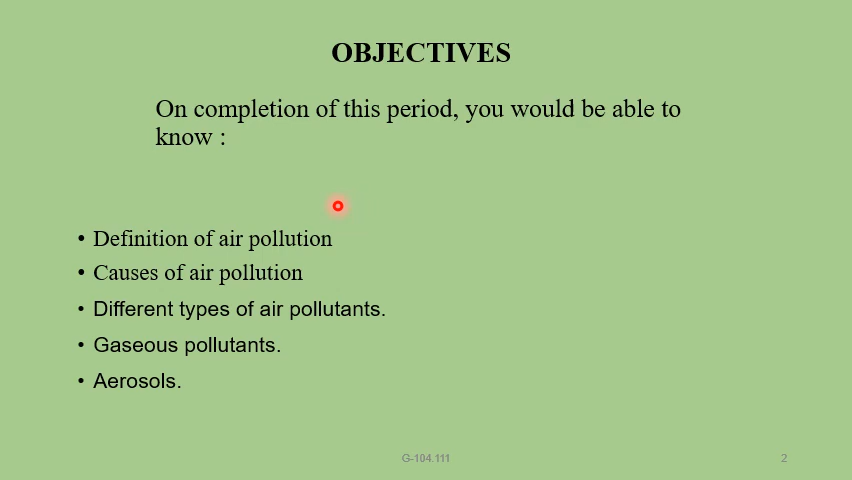 OBJECTIVES
On completion of this period, you would be able to
know :
• Definition of air pollution
• Causes of air pollution
• Different types of air pollutants.
• Gaseous pollutants.
• Aerosols.
G-104.111
2